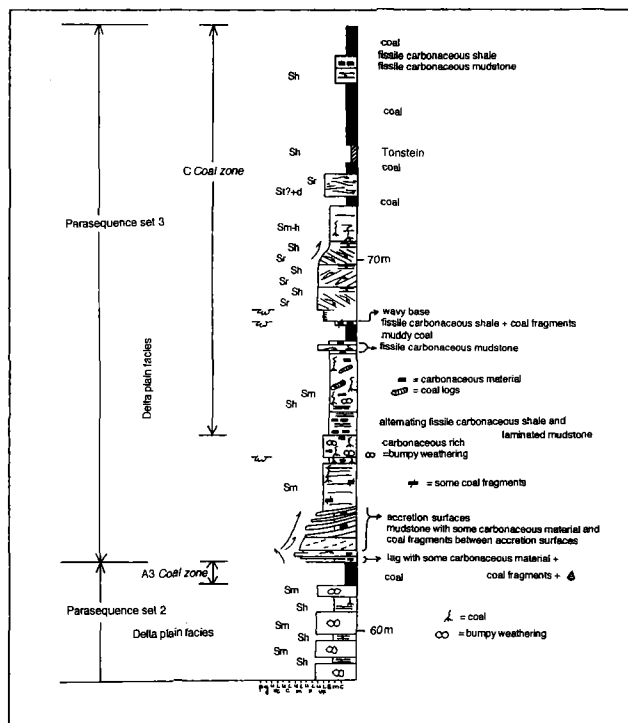 coal
fissile carbonaceous shale
fissile carbonaceous mudstone
Sh
coal
Sh
Tonstein
coal
C Coal zone
Sr
St?+d
coal
Parasequence set 3
Sm-h
Sh
Sr
70m
Sh
Sr
Sh
Sr
wavy base
fissile carbonaceous shale + coal fragments
muddy coal
fissile carbonaceous mudstone
Delta plain facies
= carbonaceous material
= coal logs
Sm
Sh
alternating fissile carbonaceous shale and
laminated mudstone
carbonaceous rich
=bumpy weathering
Sm
= some coal fragments
accretion surfaces
mudstone with some carbonaceous material and
coal fragments between accretion surfaces
lag with some carbonaceous material +
coal fragments +
A3 Coal zone
coal
Sm
Parasequence set 2
Sh
= coal
Delta plain facies
Sm
60m
= bumpy weathering
Sh
Sm
Sh